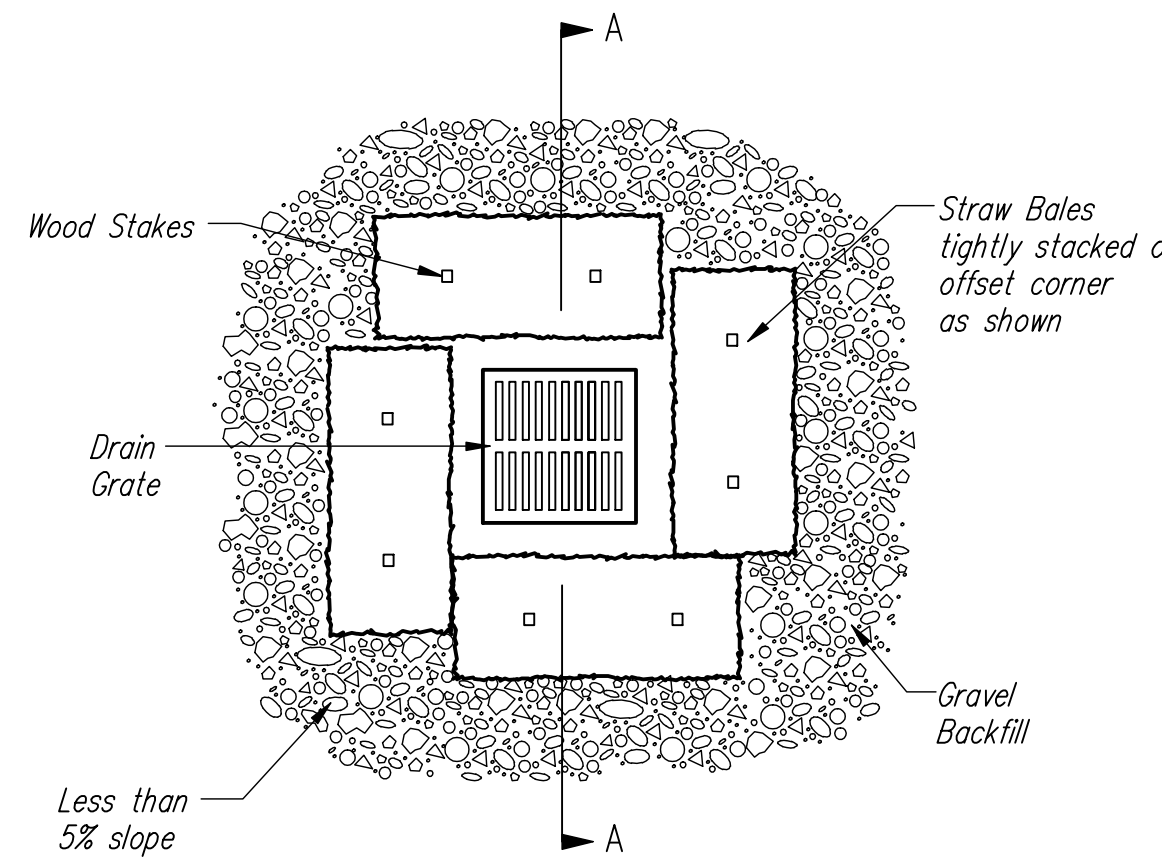 A
Wood Stakes
Straw Bales
tightly stacked
offset corner
as shown
Drain
Grate
Gravel
Backfill
Less than
5% slope
A